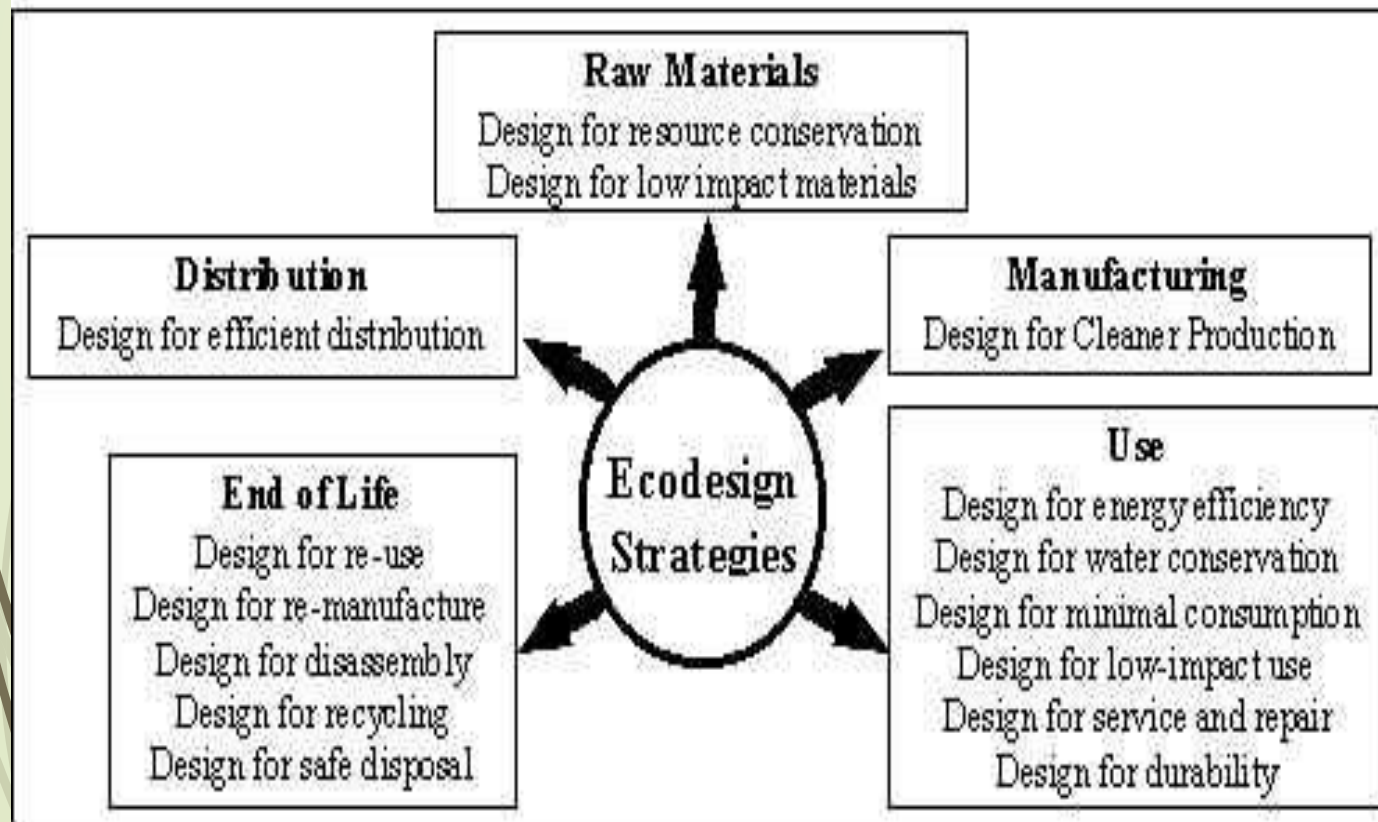 Raw Materials
Design for resource conservation
Design for low impact materials
Distribution
Design for efficient distribution
Manufacturing
Design for Cleaner Production
Ecodesign
Strategies
End of Life
Design for re-use
Design for re-manufacture
Design for disassembly
Design for recycling
Design for safe disposal
Use
Design for energy efficiency
Design for water conservation
Design for minimal consumption
Design for low-impact use
Design for service and repair
Design for durability